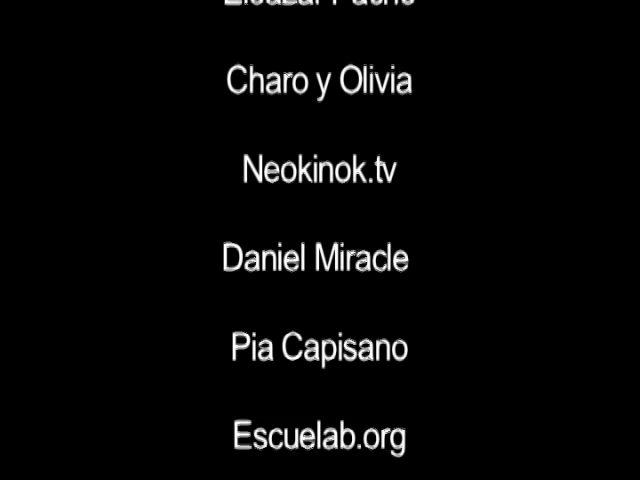 Charo y Olivia
Neokinok.tv
Daniel Miracle
Pia Capisano
Escuelab.org